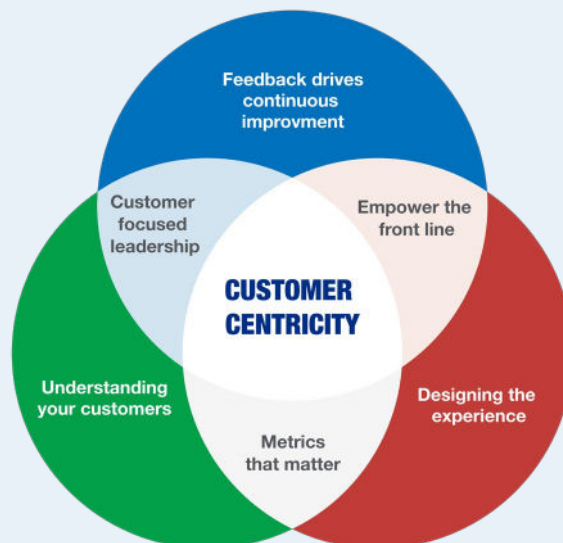 Feedback drives
continuous
improvment
Customer
focused
leadership
Empower the
front line
CUSTOMER
CENTRICITY
Understanding
your customers
Designing the
experience
Metrics
that matter